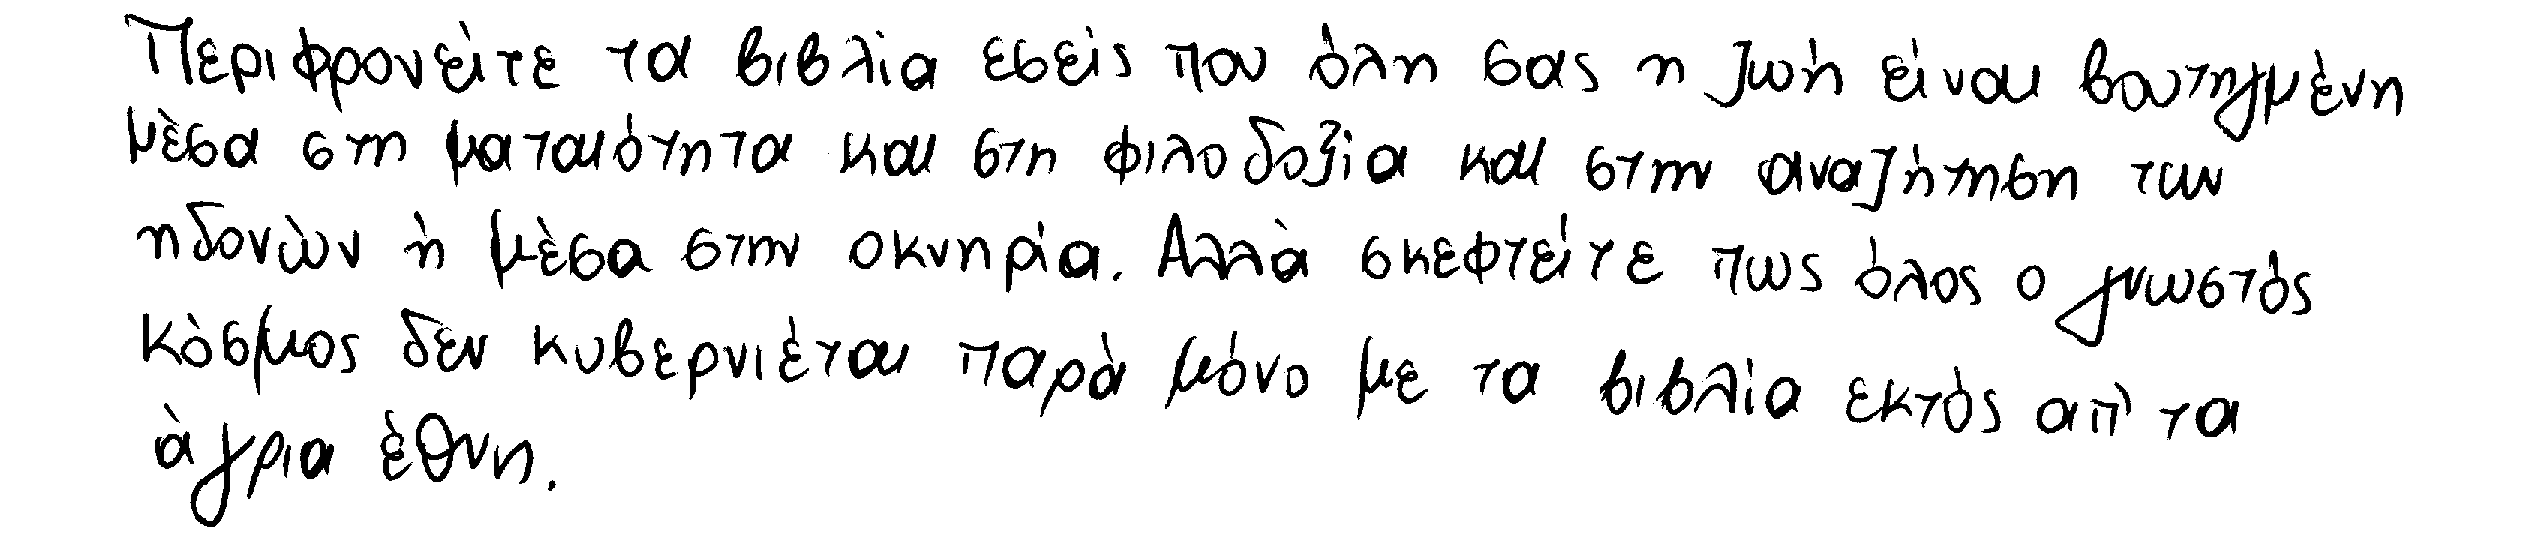 Περιφρονείτε τα βιβλία εσείς που όλη σας η ζωή είναι βουτηγμένη
μέσα στη ματαιότητα και στη φιλοδοξία και στην αναζήτηση των
ηδονών ή μέσα στην οκνηρία. Αλλά σκεφτείτε πως όλος ο γνωστός
κόσμος δεν κυβερνιέται παρά μόνο με τα βιβλία εκτός απ' τα
άγρια έθνη.